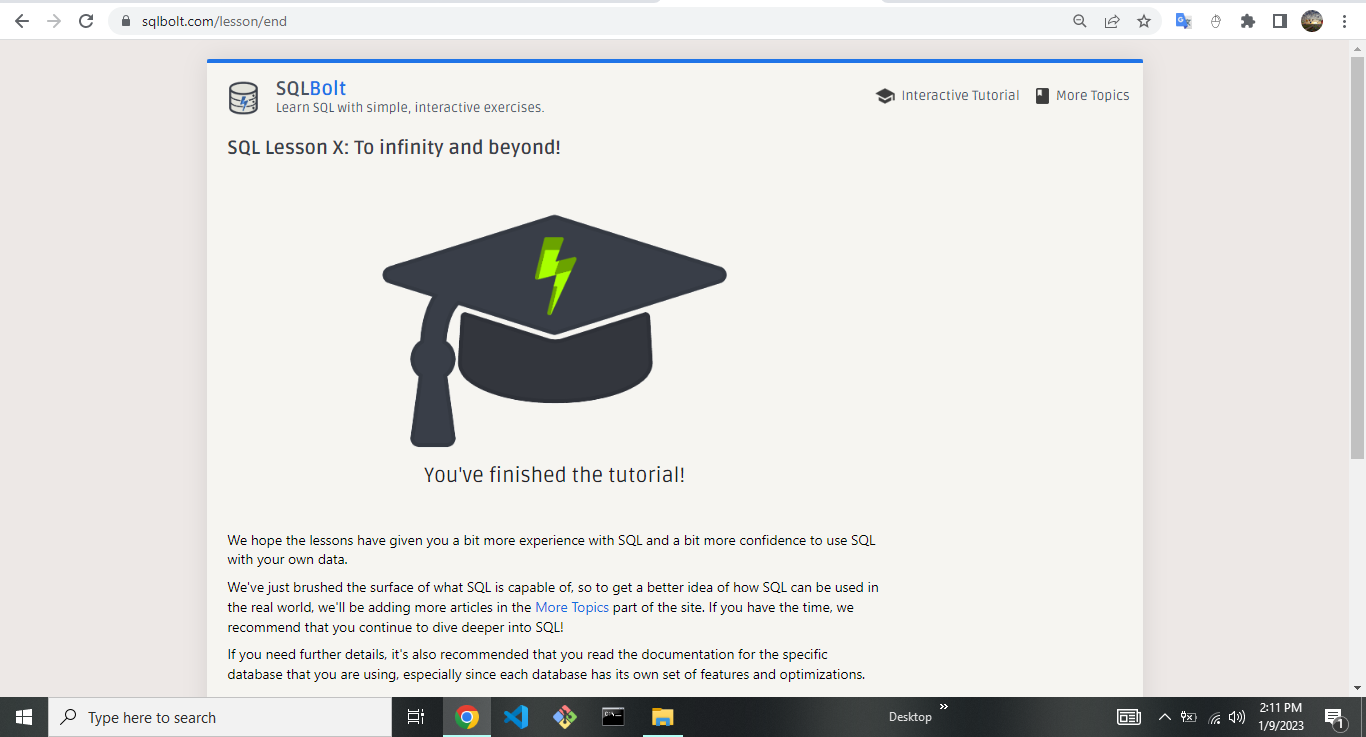 sqlbolt.com/lesson/end
SQLBolt
Learn SQL with simple, interactive exercises.
Interactive Tutorial
More Topics
SQL Lesson X: To infinity and beyond!
You've finished the tutorial!
We hope the lessons have given you a bit more experience with SQL and a bit more confidence to use SQL
with your own data.
We've just brushed the surface of what SQL is capable of, so to get a better idea of how SQL can be used in
the real world, we'll be adding more articles in the More Topics part of the site. If you have the time, we
recommend that you continue to dive deeper into SQL!
If you need further details, it's also recommended that you read the documentation for the specific
database that you are using, especially since each database has its own set of features and optimizations.
Type here to search
Desktop
2:11 PM
1/9/2023
1